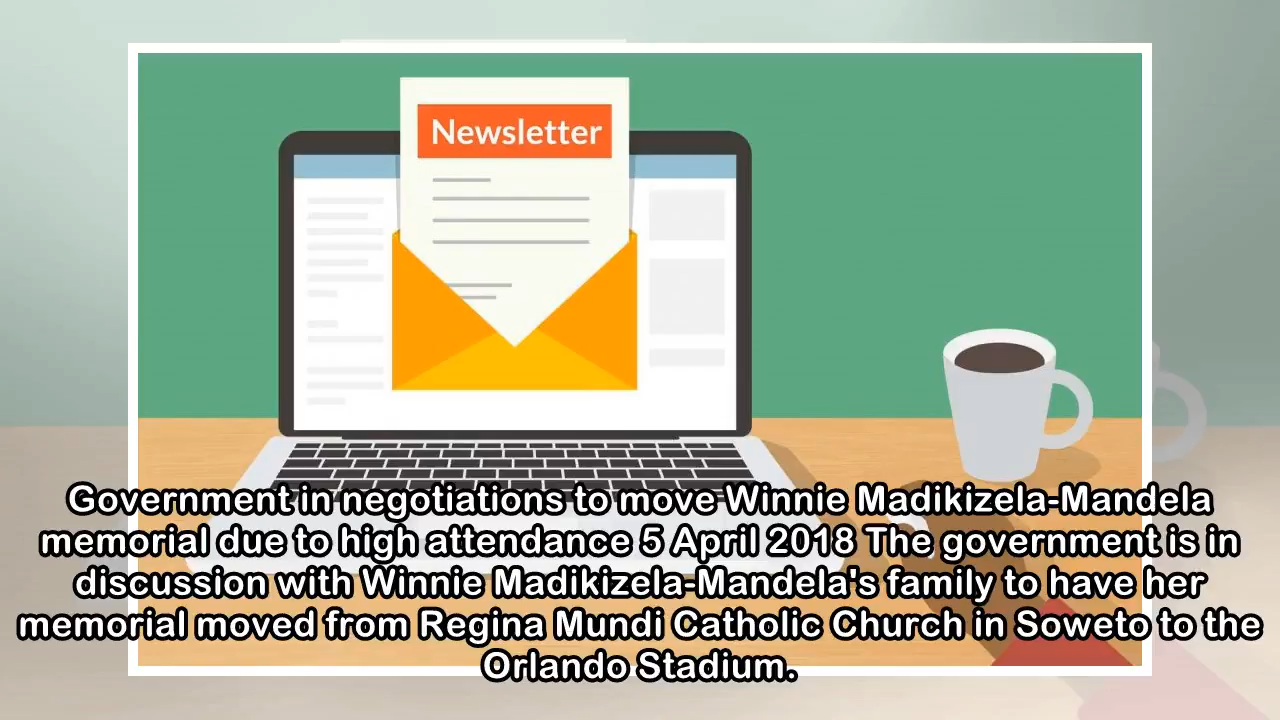 Newsletter
Government in negotiations to move Winnie Madikizela-Mandela
memorial due to high attendance 5 April 2018 The government is in
discussion with Winnie Madikizela-Mandela's family to have her
memorial moved from Regina Mundi Catholic Church in Soweto to the
Orlando Stadium.